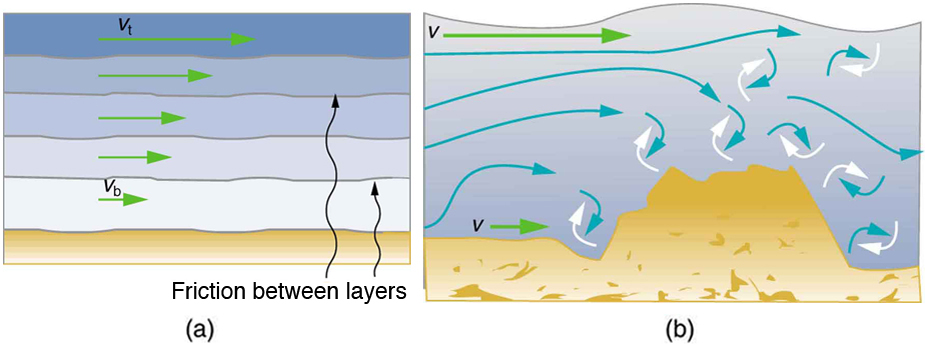 vt
vb
Friction between layers
(a)
v
v
(b)